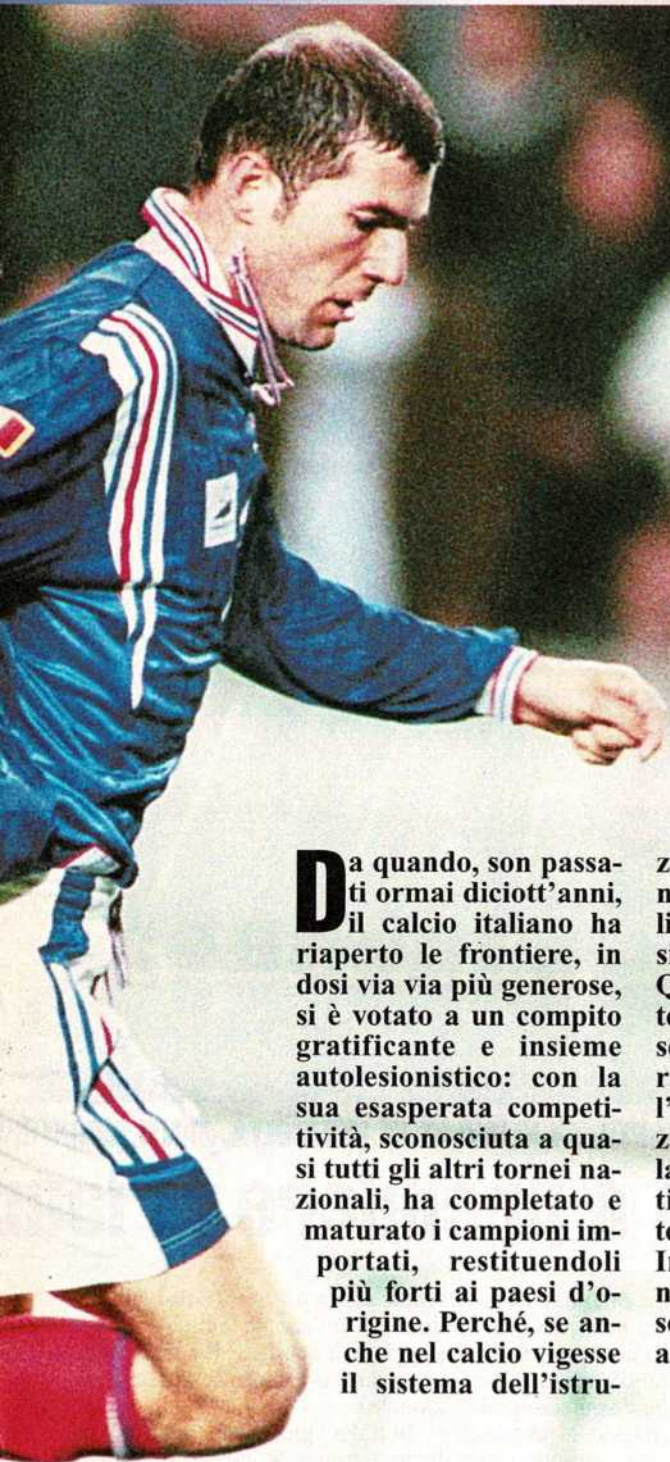 Da quando, son passa-
ti ormai diciott'anni,
il calcio italiano ha
riaperto le frontiere, in
dosi via via più generose,
si è votato a un compito
gratificante e insieme
autolesionistico: con la
sua esasperata competi-
tività, sconosciuta a qua-
si tutti gli altri tornei na-
zionali, ha completato e
maturato i campioni im-
portati, restituendoli
più forti ai paesi d'o-
rigine. Perché, se an-
che nel calcio vigesse
il sistema dell'istru-